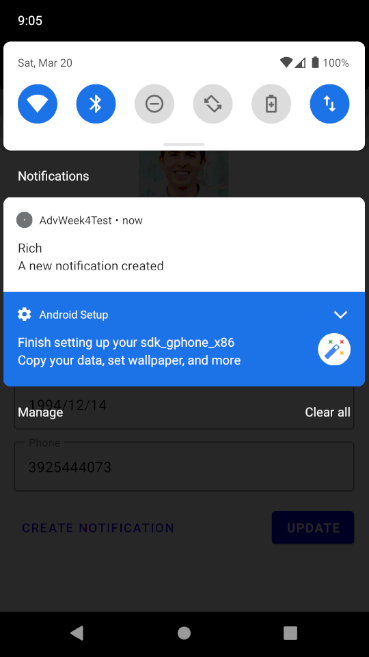 9:05
Sat, Mar 20
100%
Notifications
AdvWeek4Test • now
Rich
A new notification created
Android Setup
Finish setting up your sdk_gphone_x86
Copy your data, set wallpaper, and more
1994/12/14
Manage
Clear all
Phone
3925444073
CREATE NOTIFICATION
UPDATE